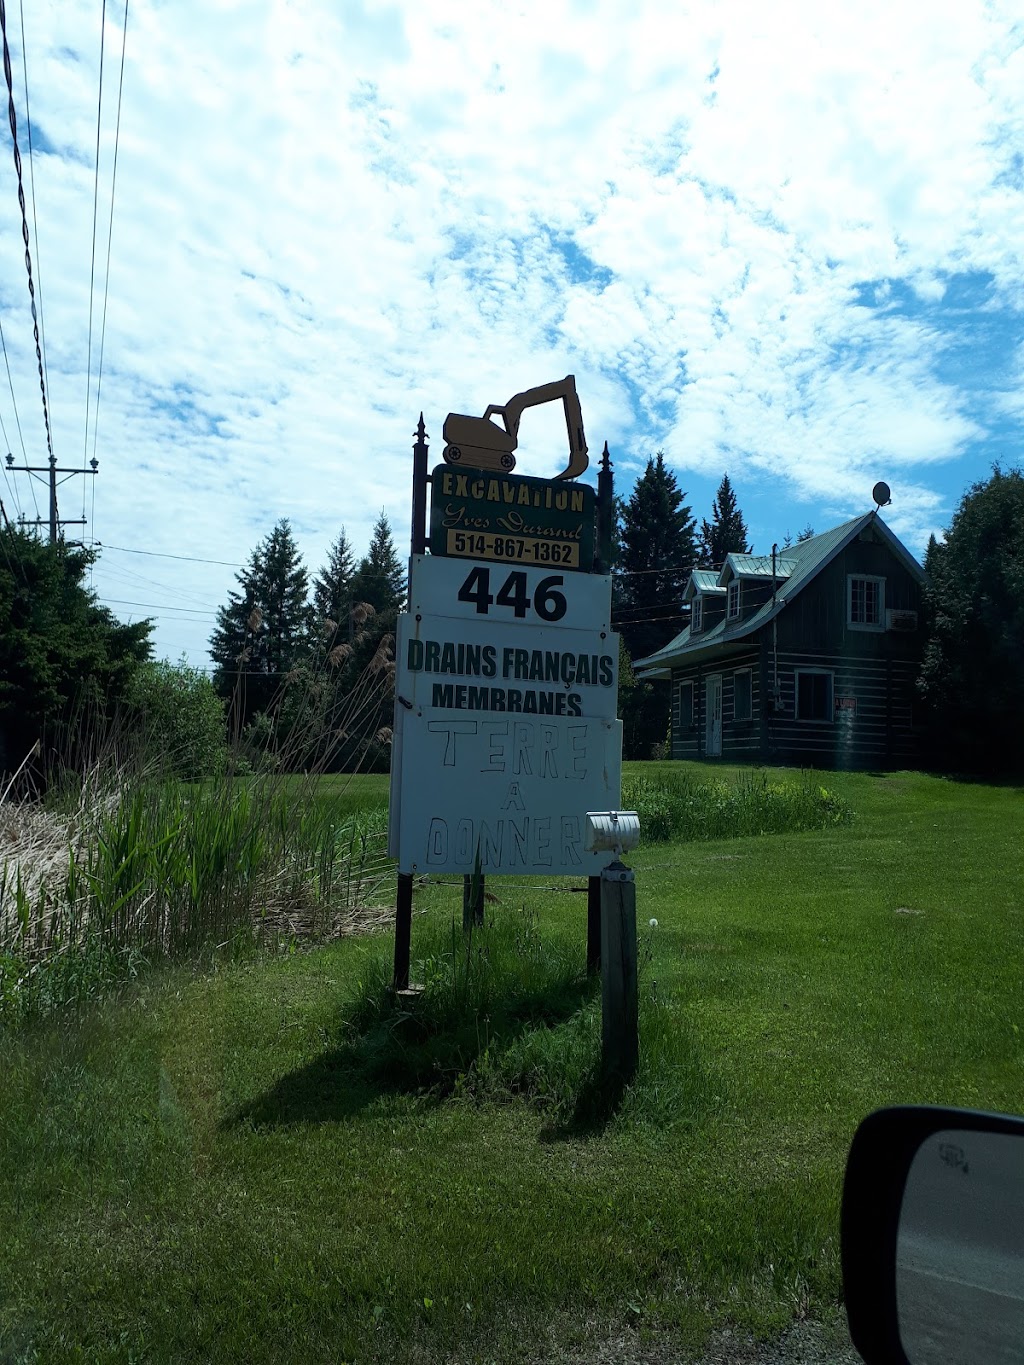 EXCAVATION
Yves Durand
514-867-1362
446
DRAINS FRANÇAIS
MEMBRANES
TERRE
A
DONNER